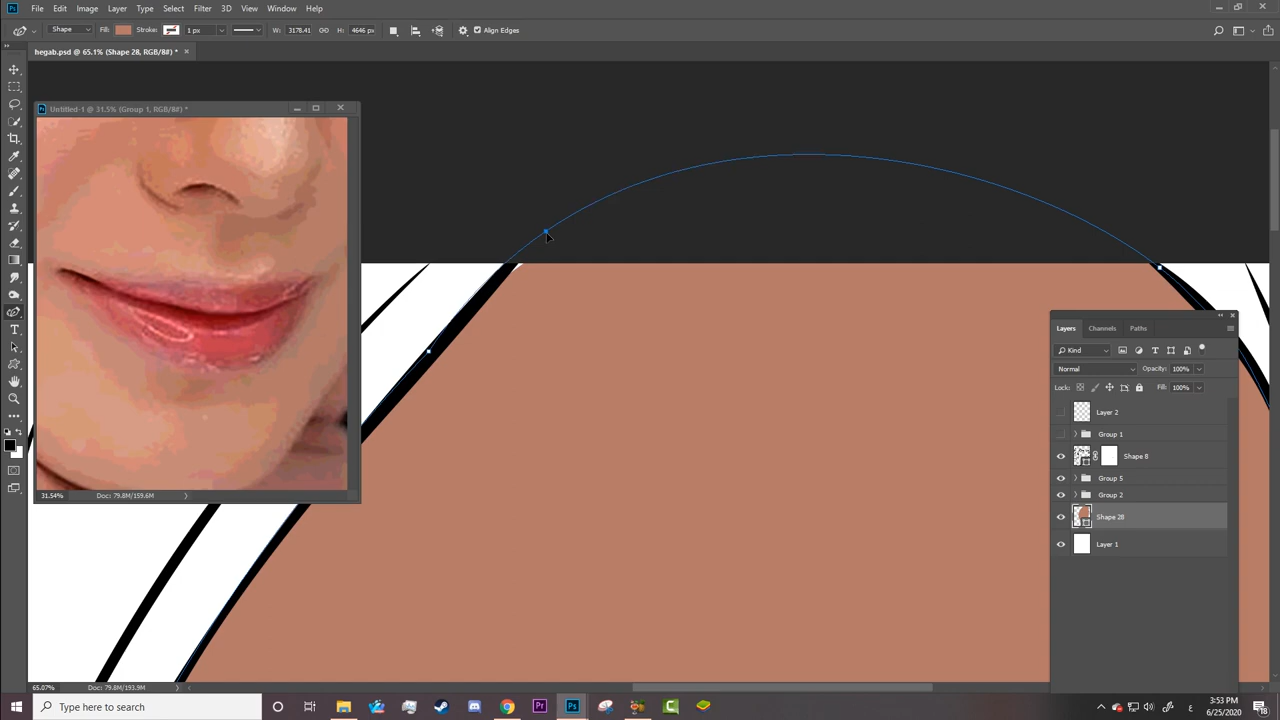 File Edit Image Layer Type Select Filter 3D View Window Help
Shape Fill: Stroke: 1 px W: 3178.41 H: 4646 px Align Edges
hegab.psd @ 65.1% (Shape 28, RGB/8#) *
Untitled-1 @ 31.5% (Group 1, RGB/8#) *
31.54% Doc: 79.8M/159.6M
Layers Channels Paths
Kind
Normal Opacity: 100%
Lock: Fill: 100%
Layer 2
Group 1
Shape 8
Group 5
Group 2
Shape 28
Layer 1
65.07% Doc: 79.8M/193.9M
Type here to search
3:53 PM
6/25/2020
18